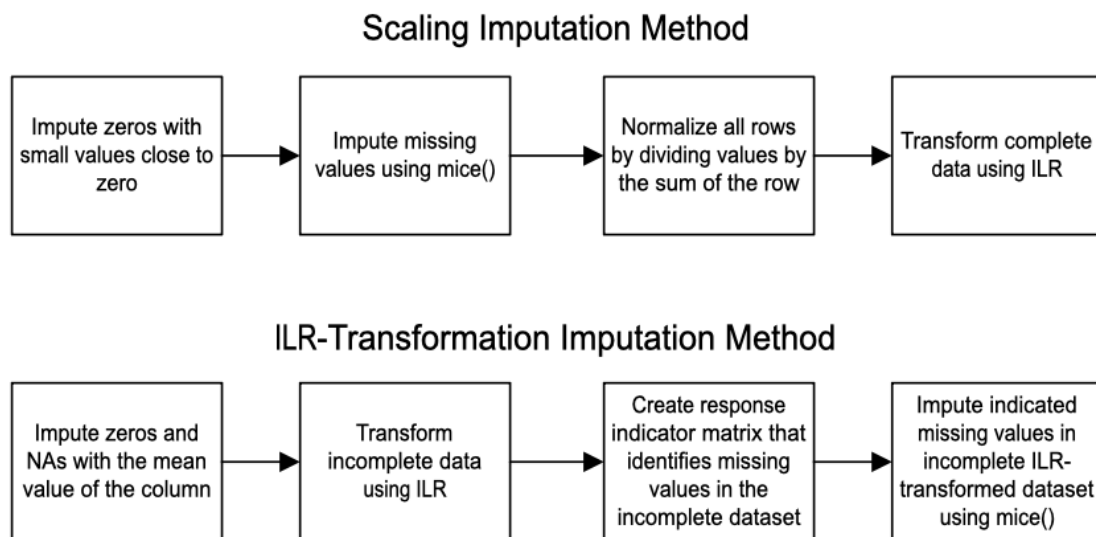 Scaling Imputation Method
Impute zeros with
small values close to
zero
Impute missing
values using mice()
Normalize all rows
by dividing values by
the sum of the row
Transform complete
data using ILR
ILR-Transformation Imputation Method
Impute zeros and
NAs with the mean
value of the column
Transform
incomplete data
using ILR
Create response
indicator matrix that
identifies missing
values in the
incomplete dataset
Impute indicated
missing values in
incomplete ILR-
transformed dataset
using mice()